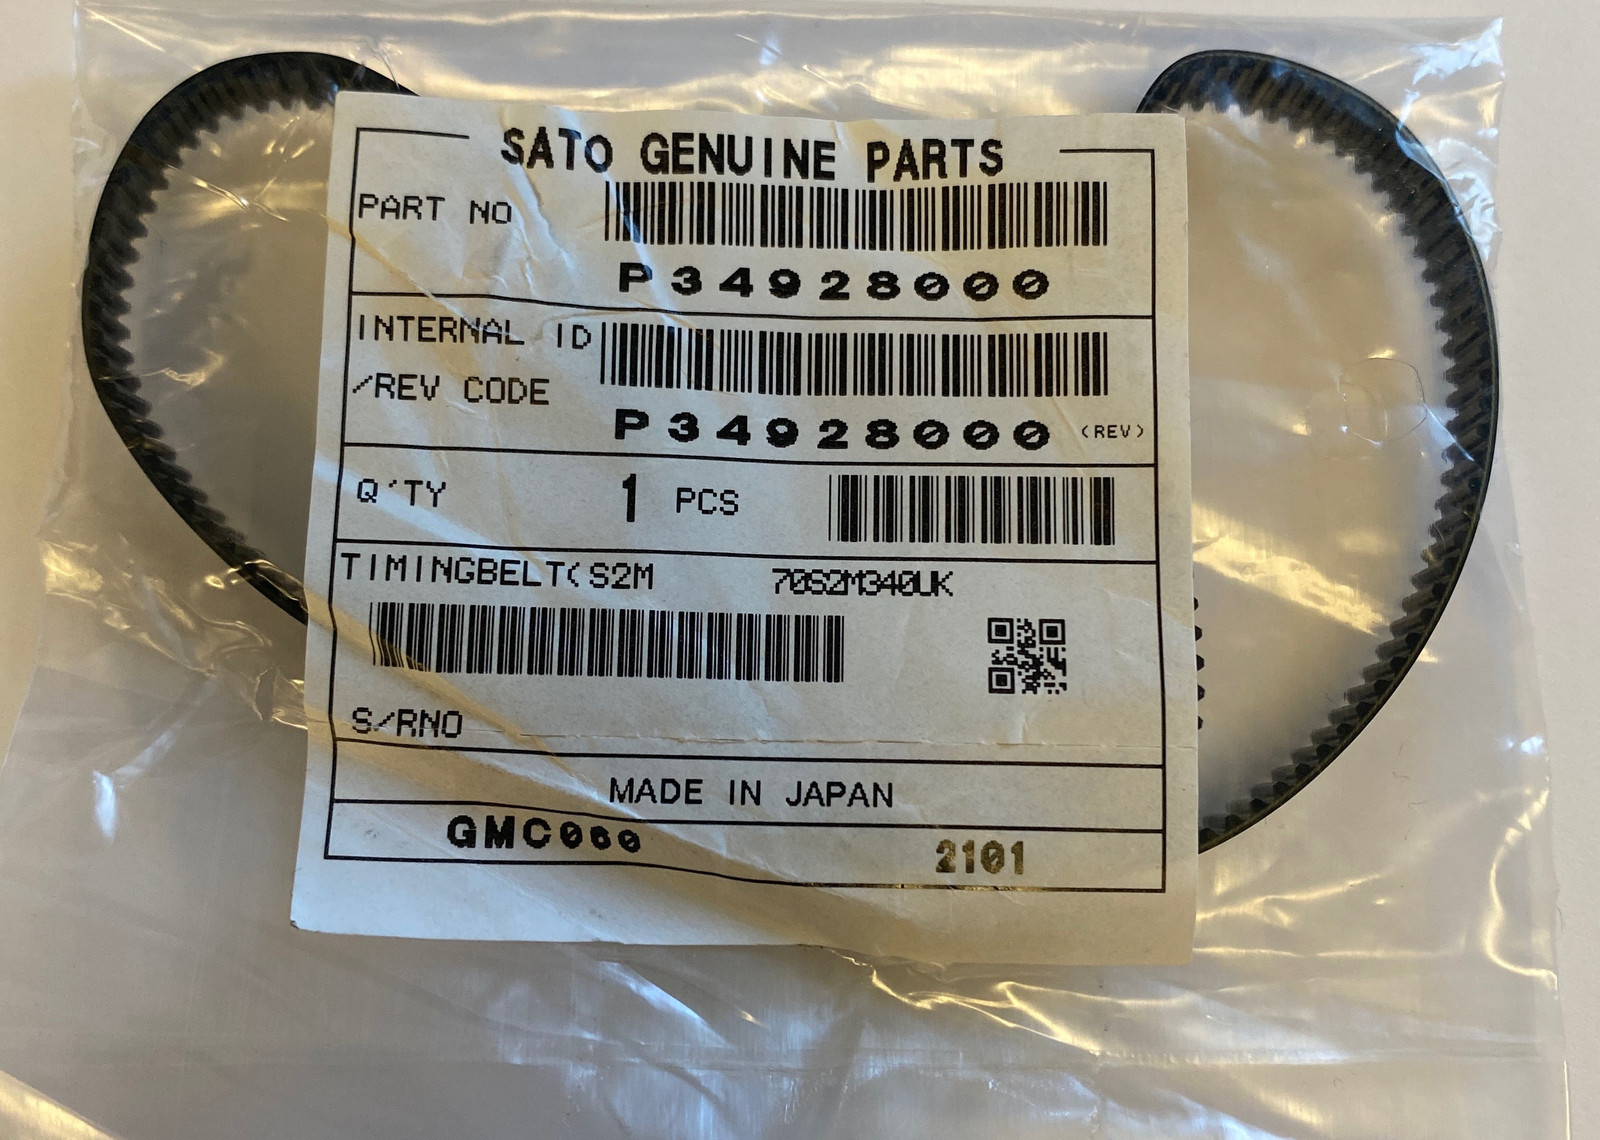 SATO GENUINE PARTS
PART NO
P34928000
INTERNAL ID
/REV CODE
P34928000 (REV)
Q'TY 1 PCS
TIMINGBELT(S2M 70S2M340UK
S/RNO
MADE IN JAPAN
GMC060 2101